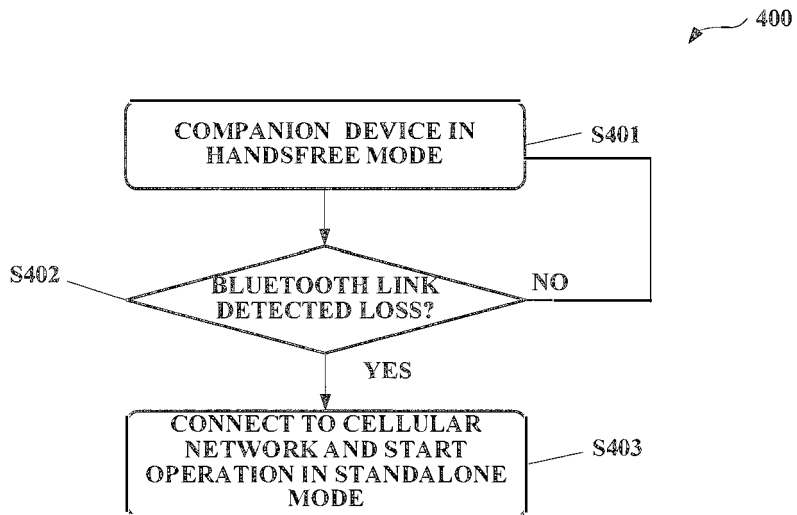 400
COMPANION DEVICE IN
HANDSFREE MODE
S401
S402
BLUETOOTH LINK
DETECTED LOSS?
NO
YES
CONNECT TO CELLULAR
NETWORK AND START
OPERATION IN STANDALONE
MODE
S403